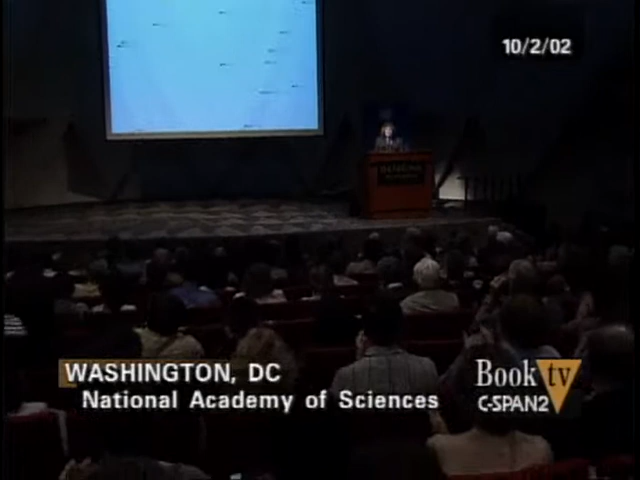 10/2/02
WASHINGTON, DC
National Academy of Sciences
Book tv
C-SPAN2